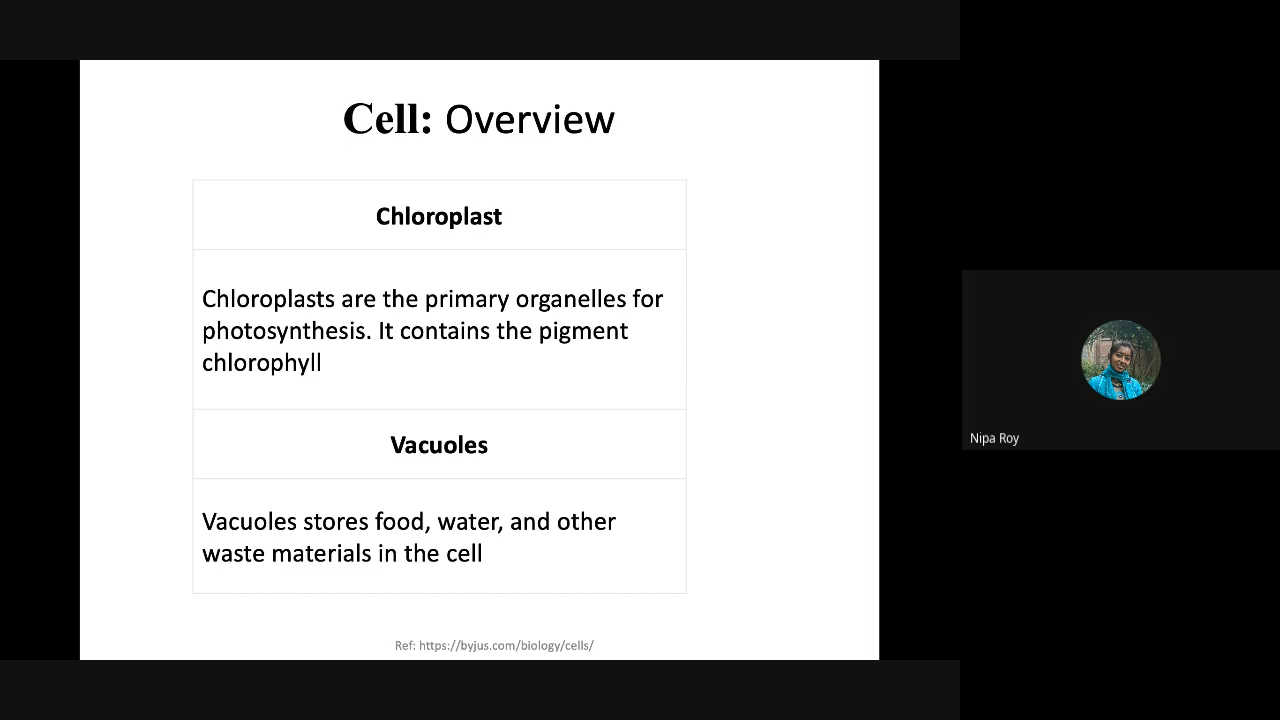 Cell: Overview
Chloroplast
Chloroplasts are the primary organelles for
photosynthesis. It contains the pigment
chlorophyll
Vacuoles
Vacuoles stores food, water, and other
waste materials in the cell
Ref: https://byjus.com/biology/cells/
Nipa Roy